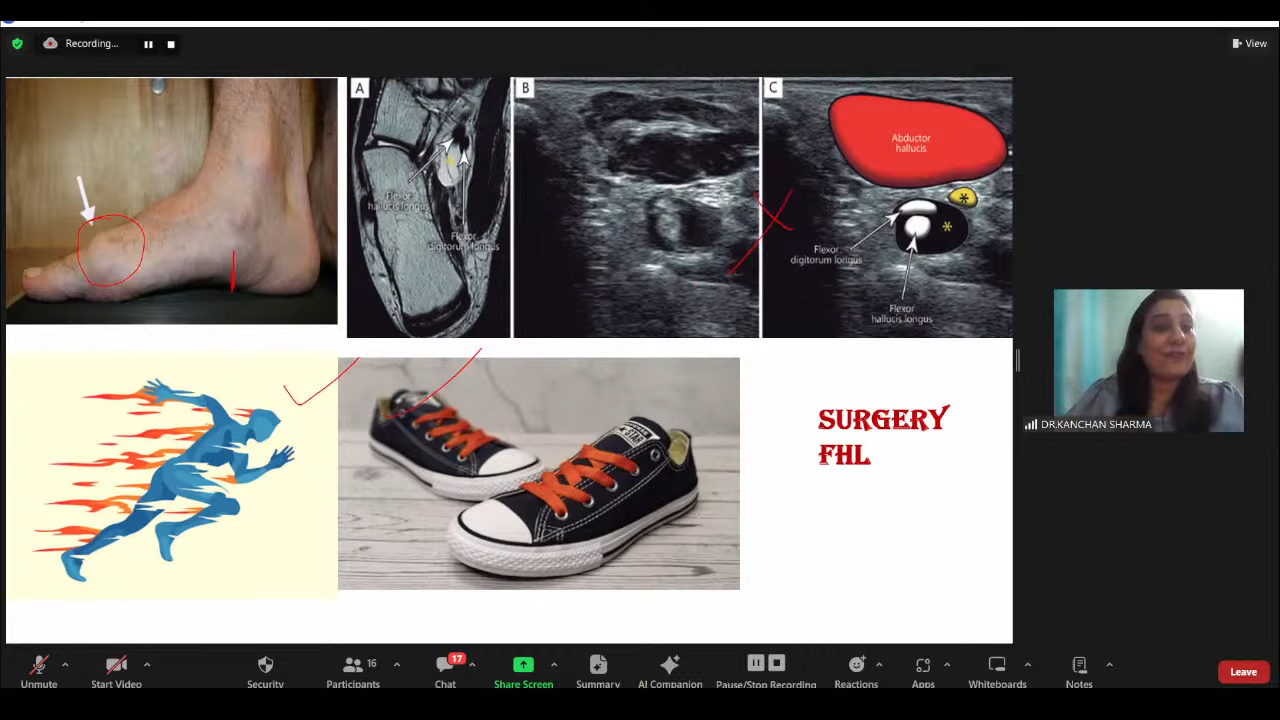 Recording...
View
A
B
C
Flexor
hallucis longus
Flexor
digitorum longus
Abductor
hallucis
*
*
Flexor
digitorum longus
Flexor
hallucis longus
STAR
SURGERY
FHL
DR.KANCHAN SHARMA
Unmute
Start Video
Security
16
Participants
17
Chat
Share Screen
Summary
AI Companion
Pause/Stop Recording
Reactions
Apps
Whiteboards
Notes
Leave